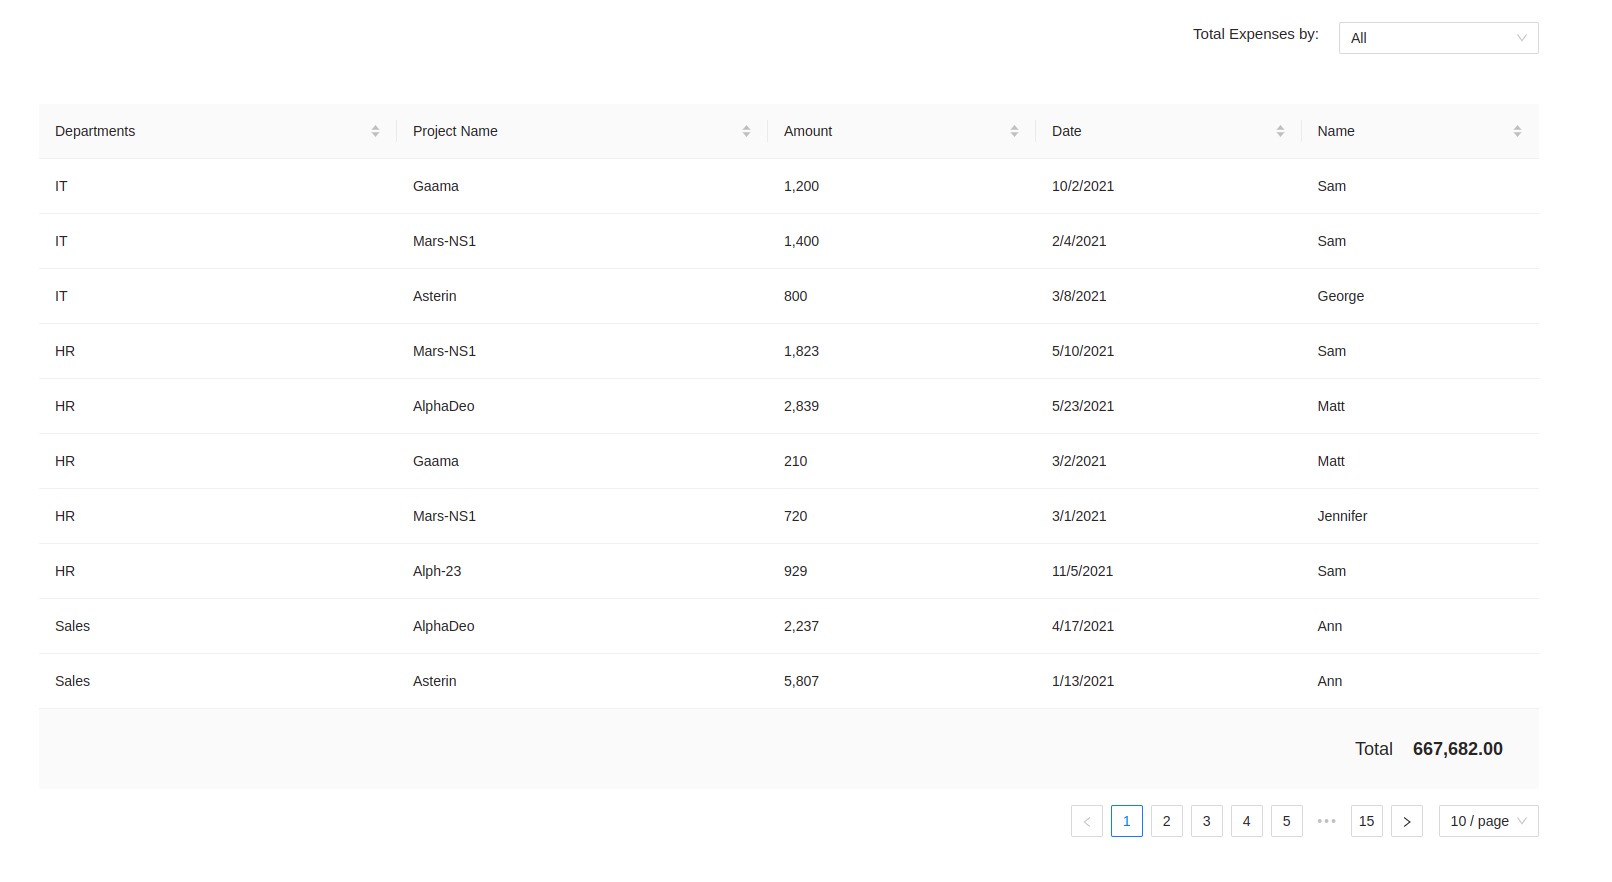 Total Expenses by: All
Departments Project Name Amount Date Name
IT Gaama 1,200 10/2/2021 Sam
IT Mars-NS1 1,400 2/4/2021 Sam
IT Asterin 800 3/8/2021 George
HR Mars-NS1 1,823 5/10/2021 Sam
HR AlphaDeo 2,839 5/23/2021 Matt
HR Gaama 210 3/2/2021 Matt
HR Mars-NS1 720 3/1/2021 Jennifer
HR Alph-23 929 11/5/2021 Sam
Sales AlphaDeo 2,237 4/17/2021 Ann
Sales Asterin 5,807 1/13/2021 Ann
Total 667,682.00
< 1 2 3 4 5 ••• 15 > 10 / page